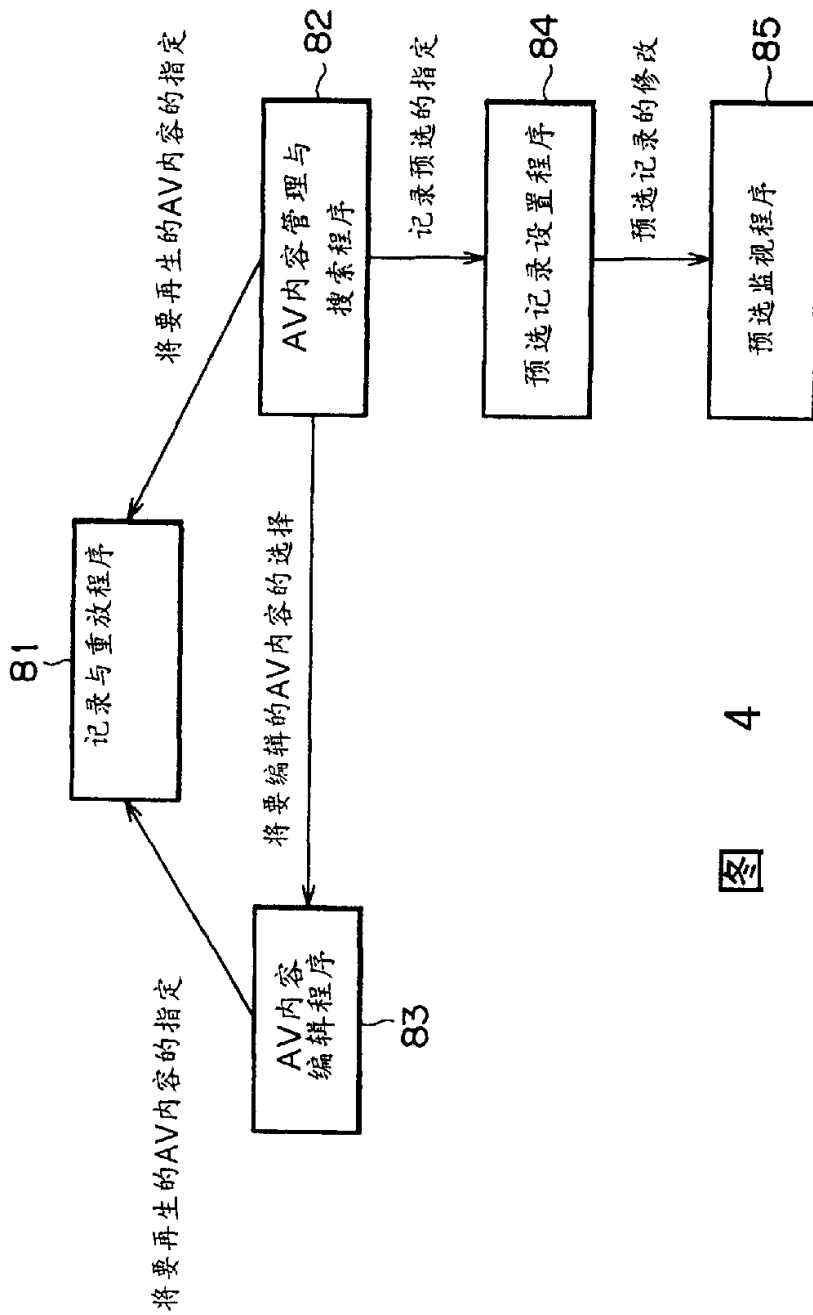 81
记录与重放程序
将要再生的AV内容的指定
将要再生的AV内容的指定
AV内容
编辑程序
83
将要编辑的AV内容的选择
AV内容管理与
搜索程序
82
记录预选的指定
预选记录设置程序
84
预选记录的修改
预选监视程序
85
图 4